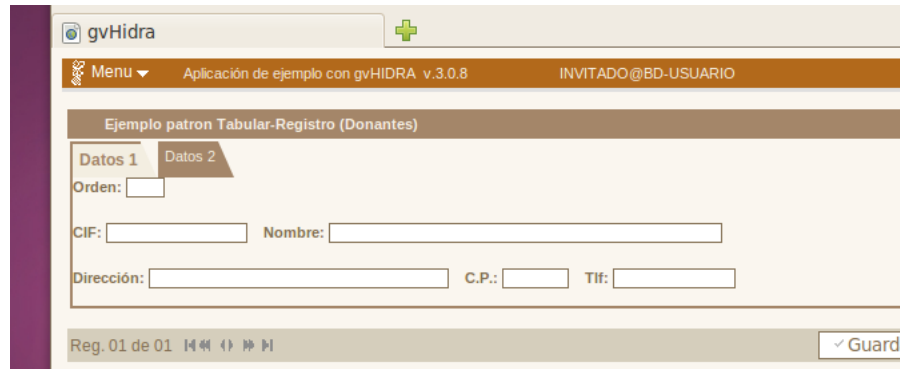 gvHidra
Menu Aplicación de ejemplo con gvHIDRA v.3.0.8 INVITADO@BD-USUARIO
Ejemplo patron Tabular-Registro (Donantes)
Datos 1 Datos 2
Orden:
CIF: Nombre:
Dirección: C.P.: Tlf:
Reg. 01 de 01 Guard